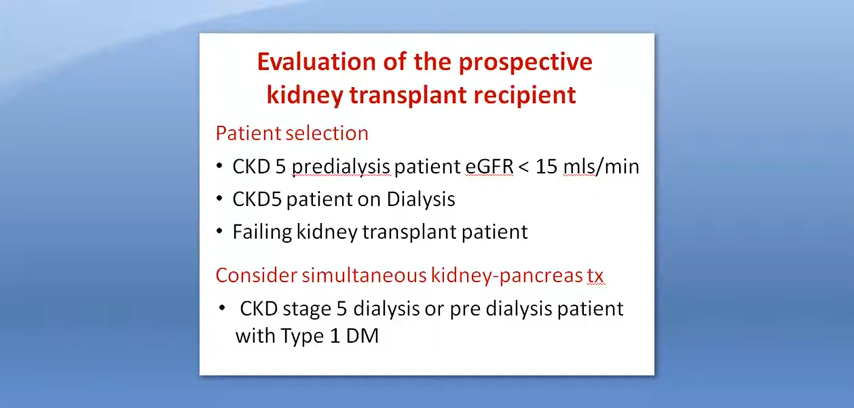 Evaluation of the prospective
kidney transplant recipient
Patient selection
• CKD 5 predialysis patient eGFR < 15 mls/min
• CKD5 patient on Dialysis
• Failing kidney transplant patient
Consider simultaneous kidney-pancreas tx
• CKD stage 5 dialysis or pre dialysis patient
with Type 1 DM